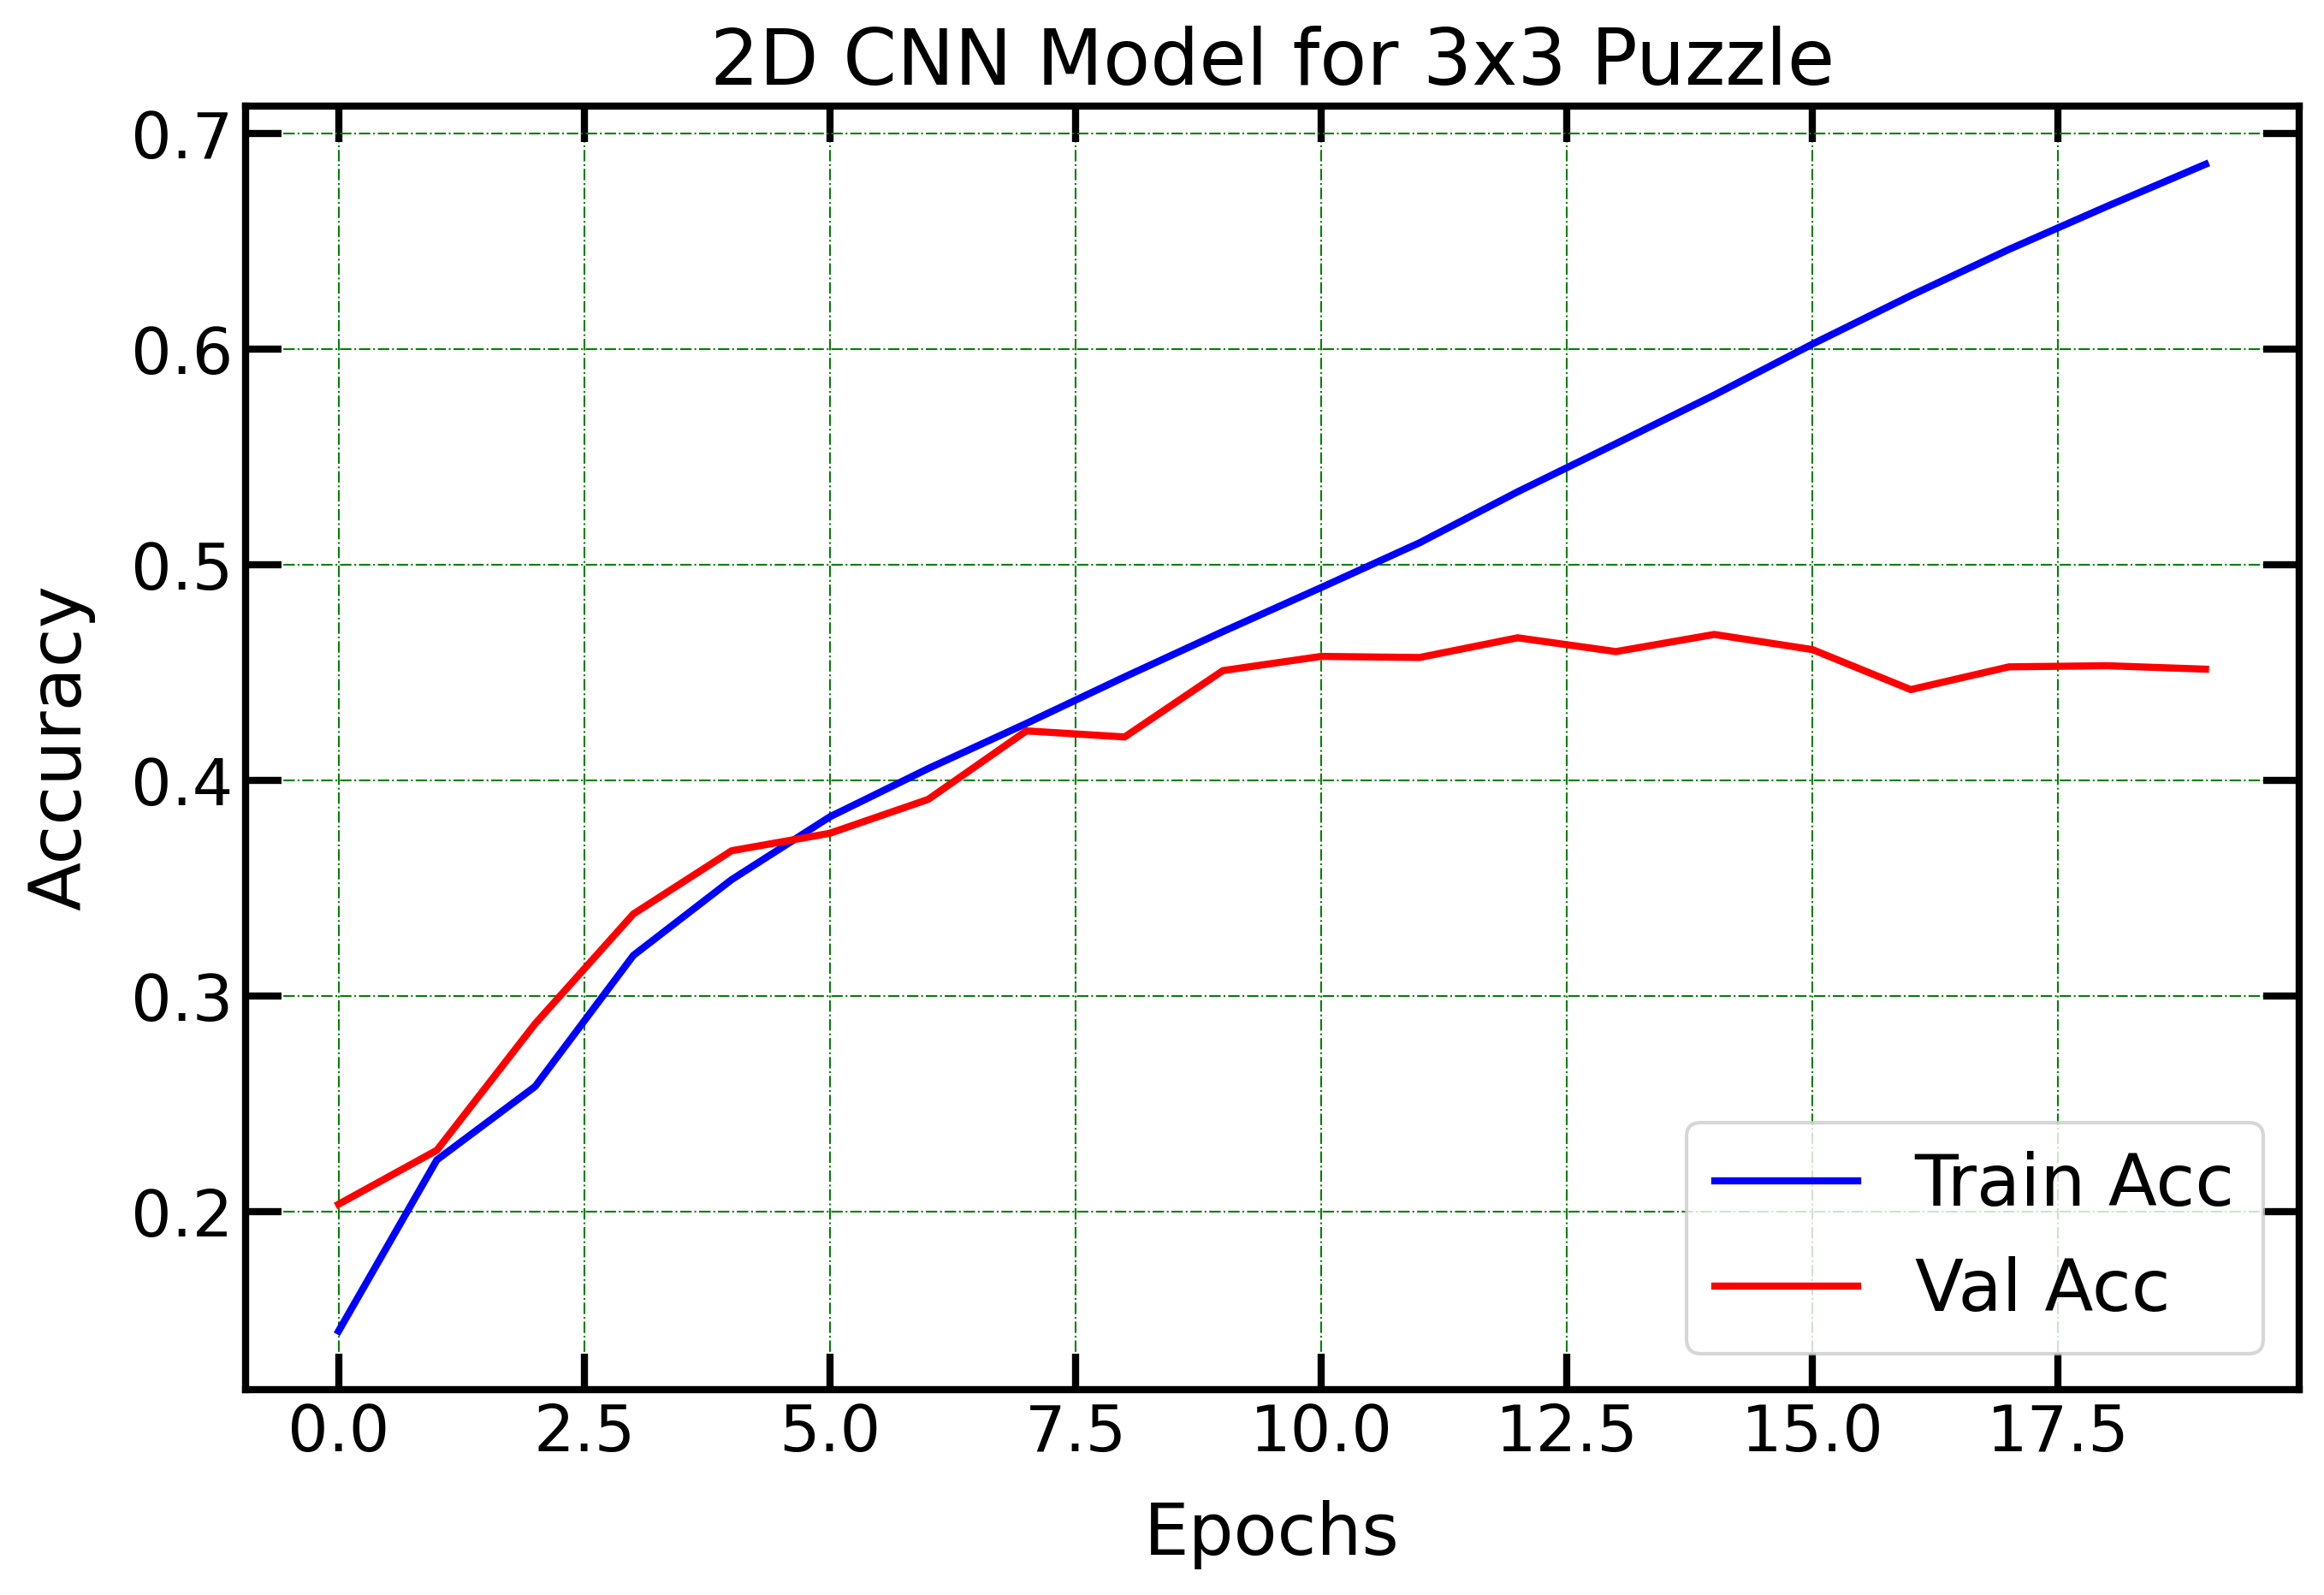 2D CNN Model for 3x3 Puzzle
0.7
0.6
0.5
0.4
0.3
0.2
Accuracy
Train Acc
Val Acc
0.0 2.5 5.0 7.5 10.0 12.5 15.0 17.5
Epochs